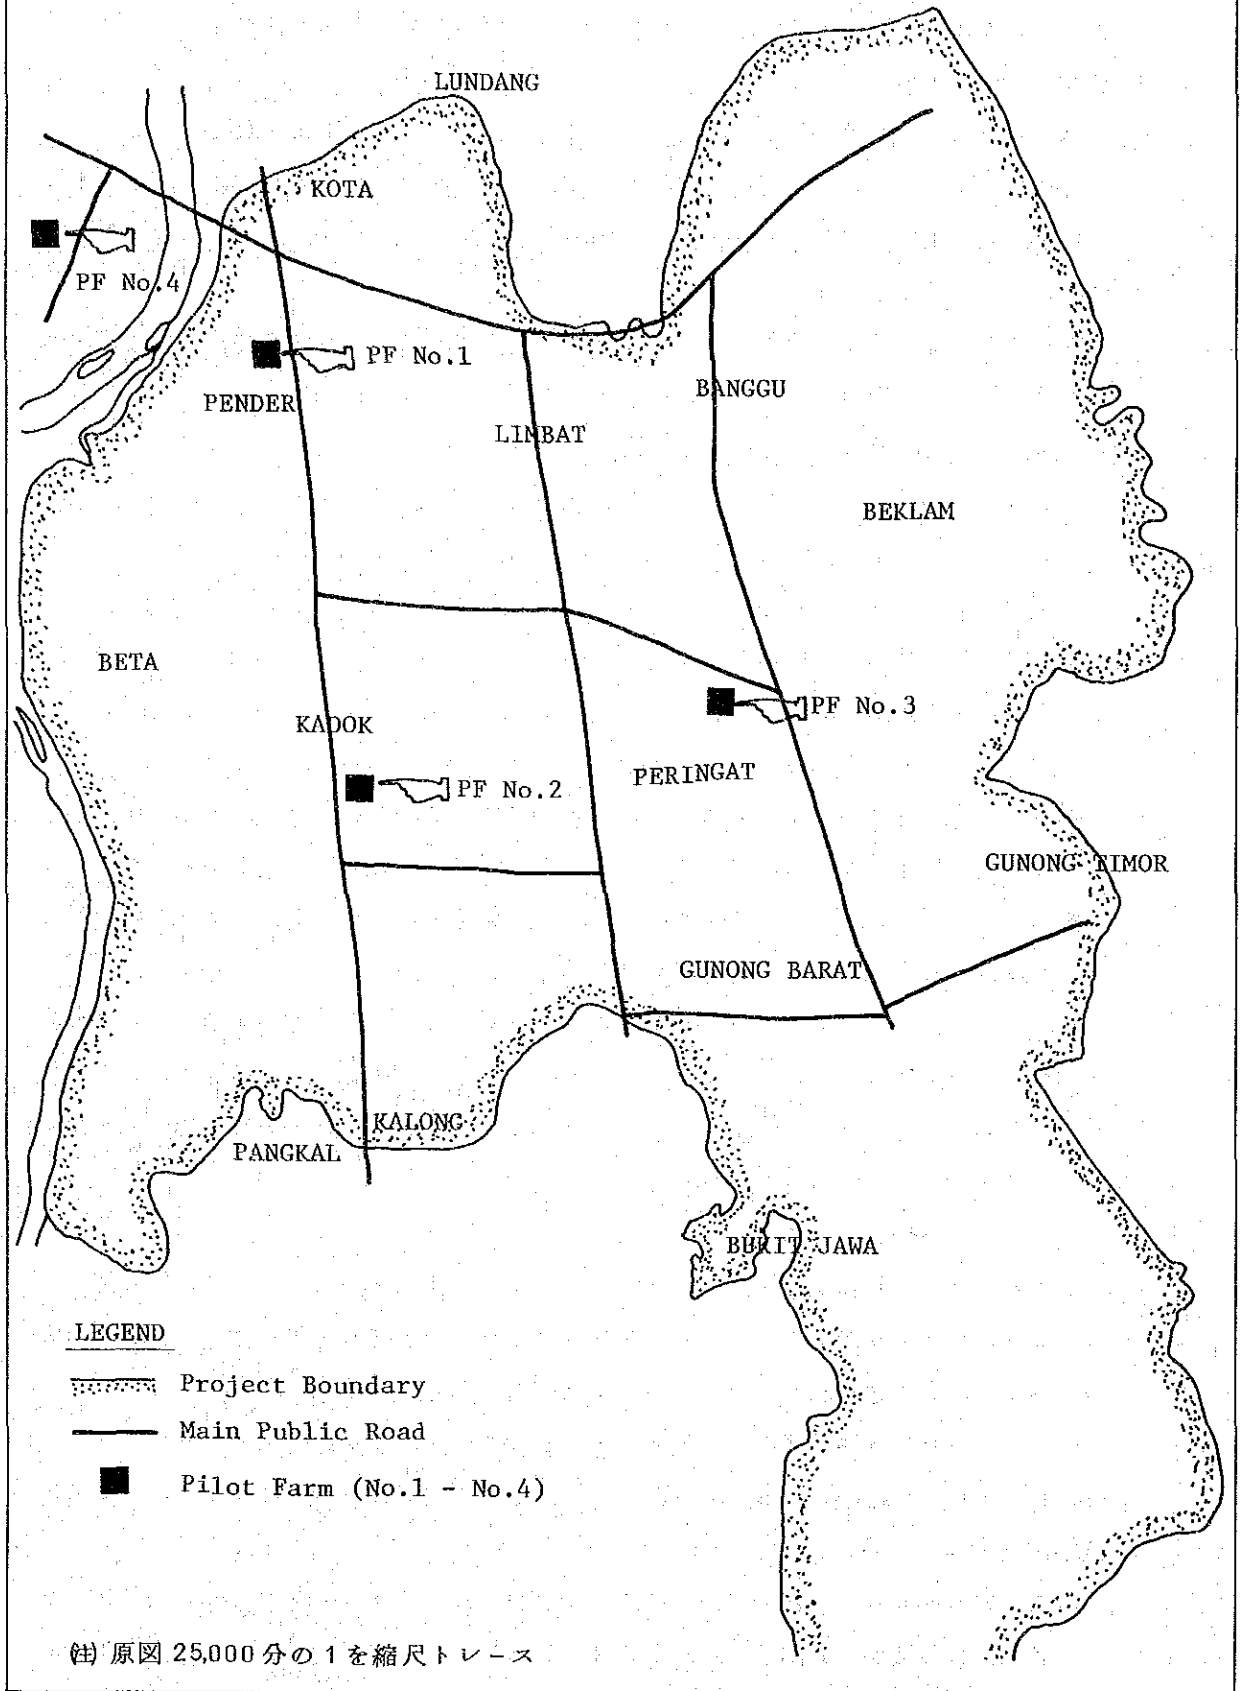 LUNDANG
KOTA
PF No.4
PF No.1
PENDER
BANGGU
LIMBAT
BEKLAM
BETA
KADOK
PF No.3
PERINGAT
PF No.2
GUNONG TIMOR
GUNONG BARAT
KALONG
PANGKAL
BUKIT JAWA
LEGEND
Project Boundary
Main Public Road
Pilot Farm (No.1 - No.4)
(注) 原図 25,000 分の 1 を縮尺トレース